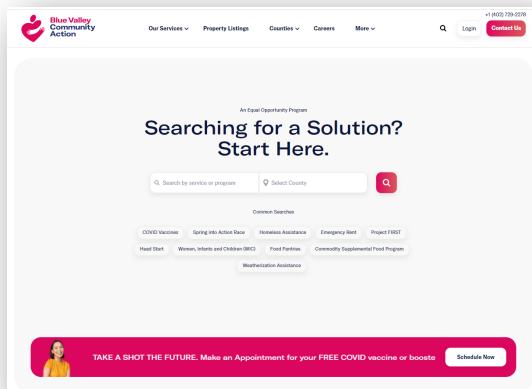 +1 (402) 729-2278
Blue Valley
Community
Action
Our Services
Property Listings
Counties
Careers
More
Login
Contact Us
An Equal Opportunity Program
Searching for a Solution?
Start Here.
Search by service or program
Select County
Common Searches
COVID Vaccines
Spring into Action Race
Homeless Assistance
Emergency Rent
Project FIRST
Head Start
Women, Infants and Children (WIC)
Food Pantries
Commodity Supplemental Food Program
Weatherization Assistance
TAKE A SHOT THE FUTURE. Make an Appointment for your FREE COVID vaccine or booste
Schedule Now